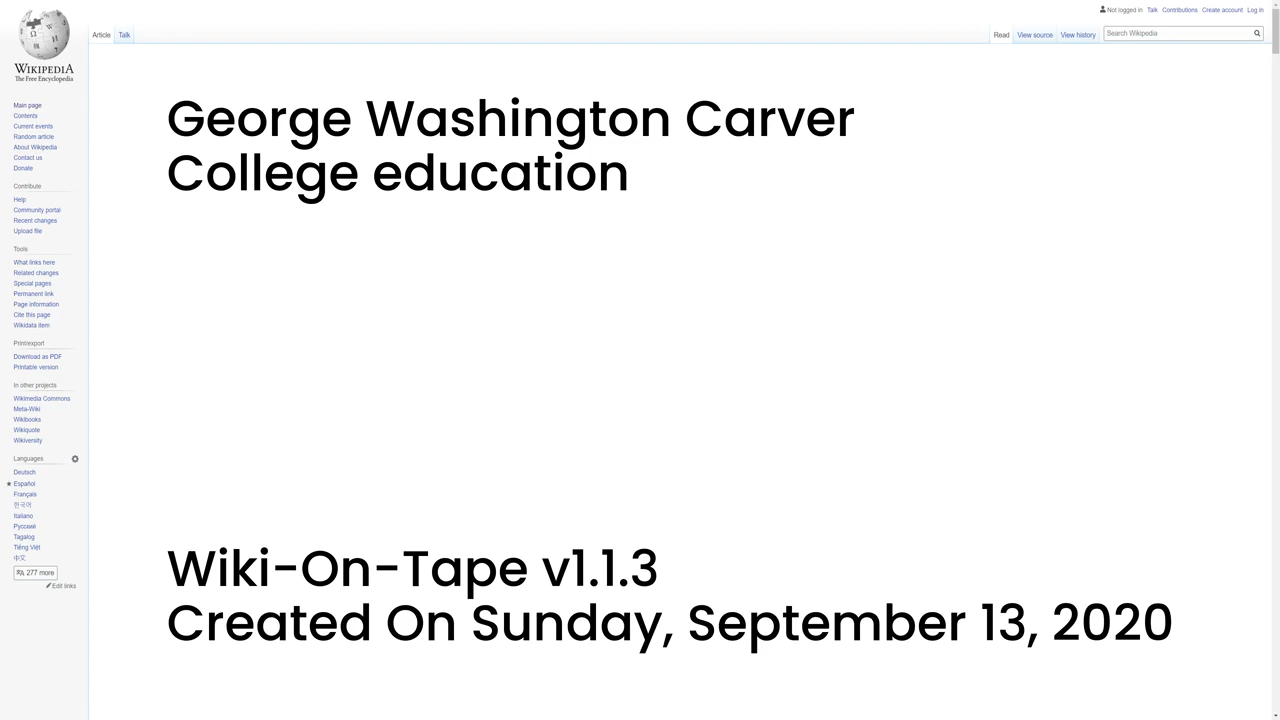 Not logged in Talk Contributions Create account Log in
Article Talk Read View source View history Search Wikipedia
WIKIPEDIA
The Free Encyclopedia
Main page
Contents
Current events
Random article
About Wikipedia
Contact us
Donate
Contribute
Help
Community portal
Recent changes
Upload file
Tools
What links here
Related changes
Special pages
Permanent link
Page information
Cite this page
Wikidata item
Print/export
Download as PDF
Printable version
In other projects
Wikimedia Commons
Meta-Wiki
Wikibooks
Wikiquote
Wikiversity
Languages
Deutsch
Español
Français
한국어
Italiano
Русский
Tagalog
Tiếng Việt
中文
277 more
Edit links
George Washington Carver
College education
Wiki-On-Tape v1.1.3
Created On Sunday, September 13, 2020